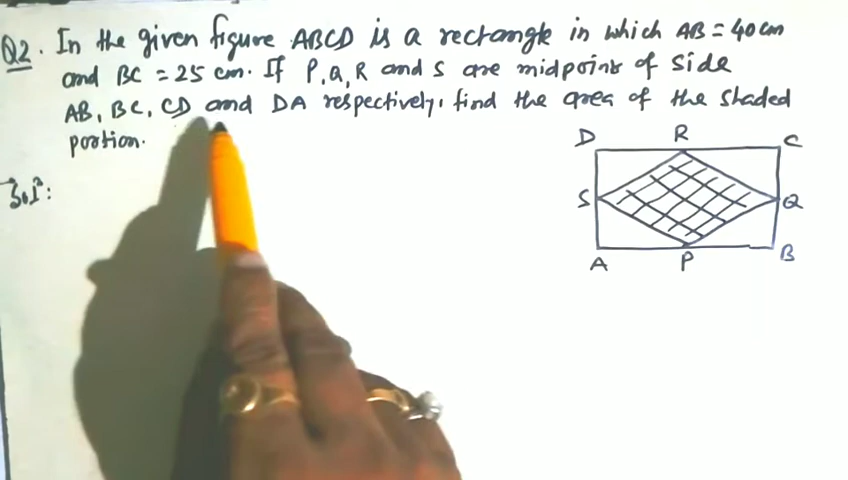 Q2. In the given figure ABCD is a rectangle in which AB = 40 cm
and BC = 25 cm. If P, Q, R and S are midpoint of side
AB, BC, CD and DA respectively, find the area of the shaded
portion.
D R C
Sol:
S Q
A P B